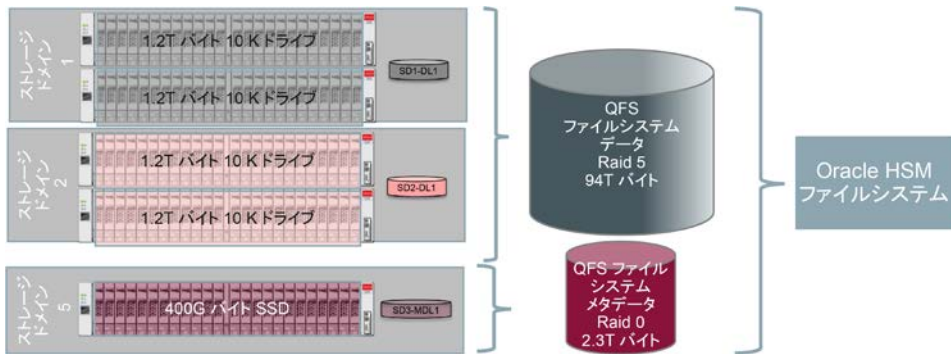 ストレージ
ドメイン
1
1.2T バイト 10 K ドライブ
SD1-DL1
1.2T バイト 10 K ドライブ
ストレージ
ドメイン
2
1.2T バイト 10 K ドライブ
SD2-DL1
1.2T バイト 10 K ドライブ
ストレージ
ドメイン
5
400G バイト SSD
SD3-MDL1
QFS
ファイルシステム
データ
Raid 5
94T バイト
QFS ファイル
システム
メタデータ
Raid 0
2.3T バイト
Oracle HSM
ファイルシステム